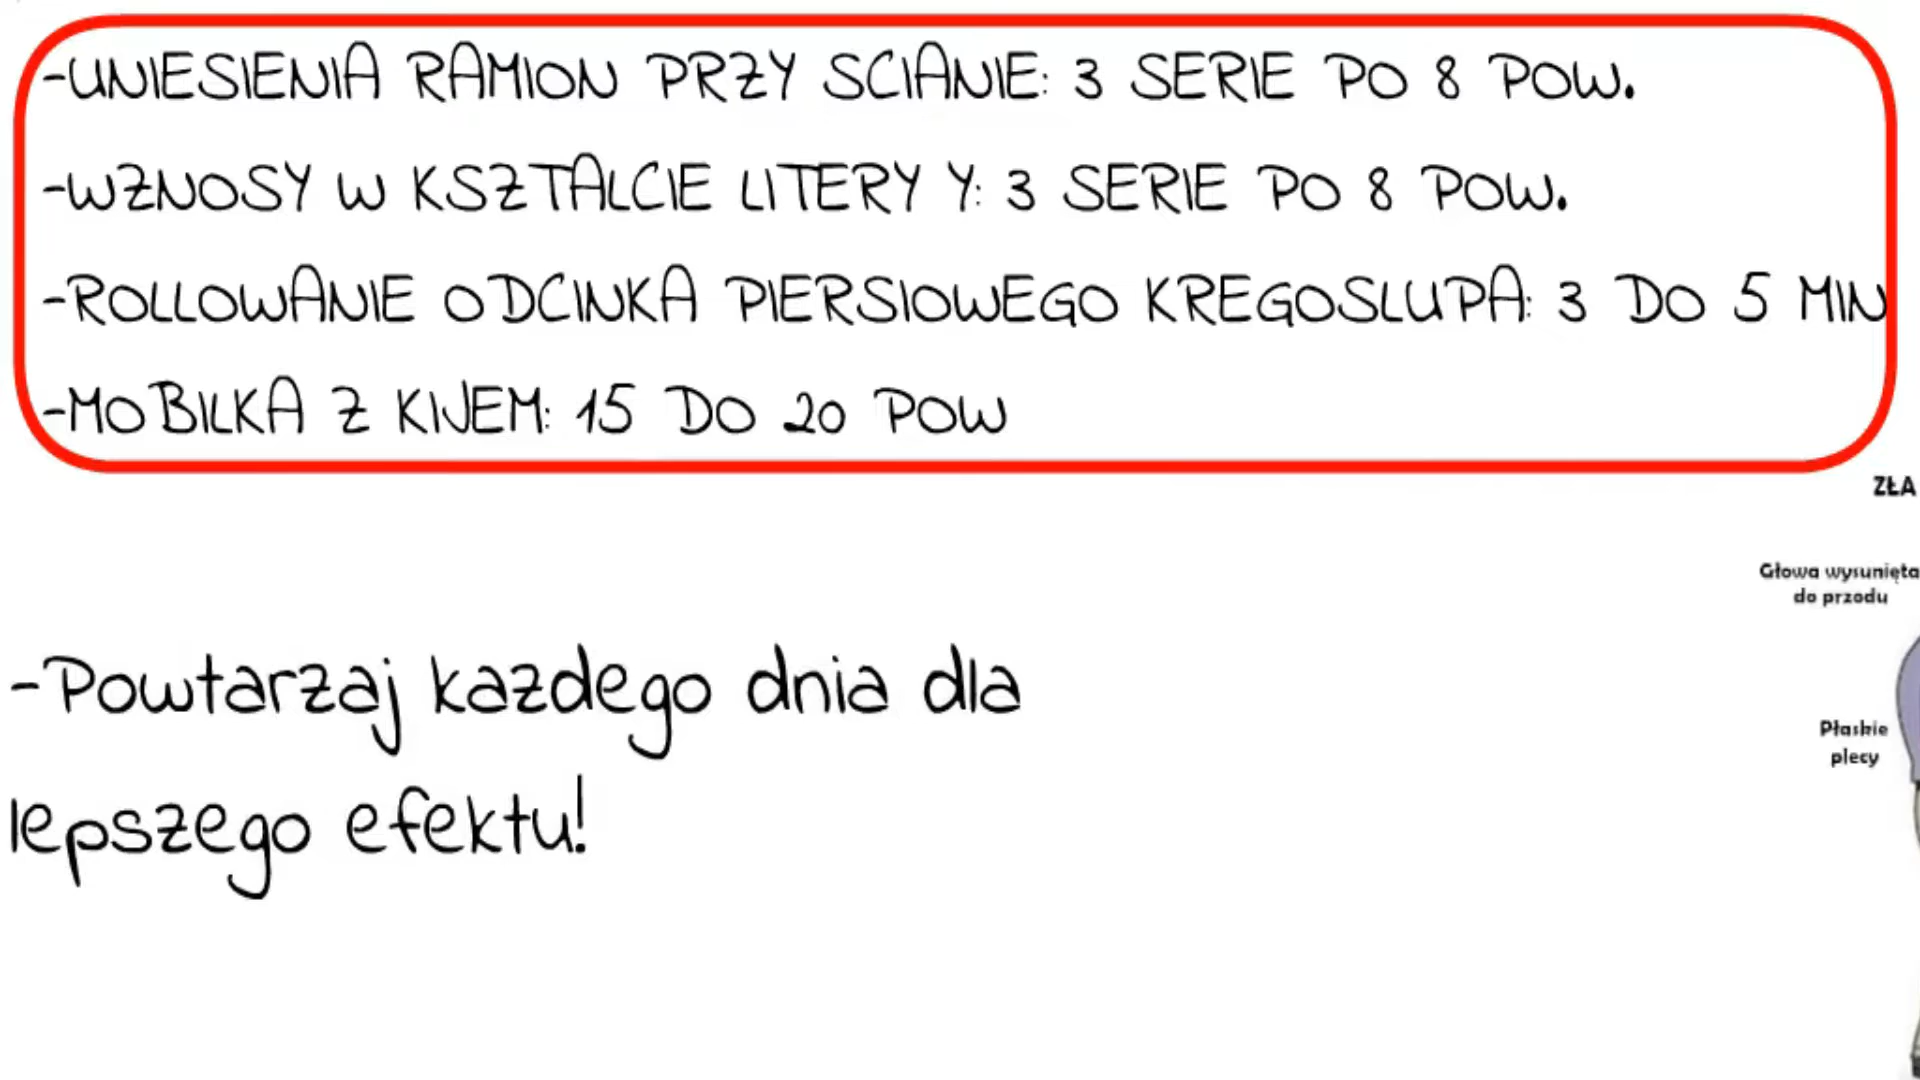 -UNIESIENIA RAMION PRZY SCIANIE: 3 SERIE PO 8 POW.
-WZNOSY W KSZTALCIE LITERY Y: 3 SERIE PO 8 POW.
-ROLLOWANIE ODCINKA PIERSIOWEGO KREGOSLUPA: 3 DO 5 MIN
-MOBILKA Z KIJEM: 15 DO 20 POW
ZŁA
Głowa wysunięta
do przodu
-Powtarzaj kazdego dnia dla
lepszego efektu!
Płaskie
plecy